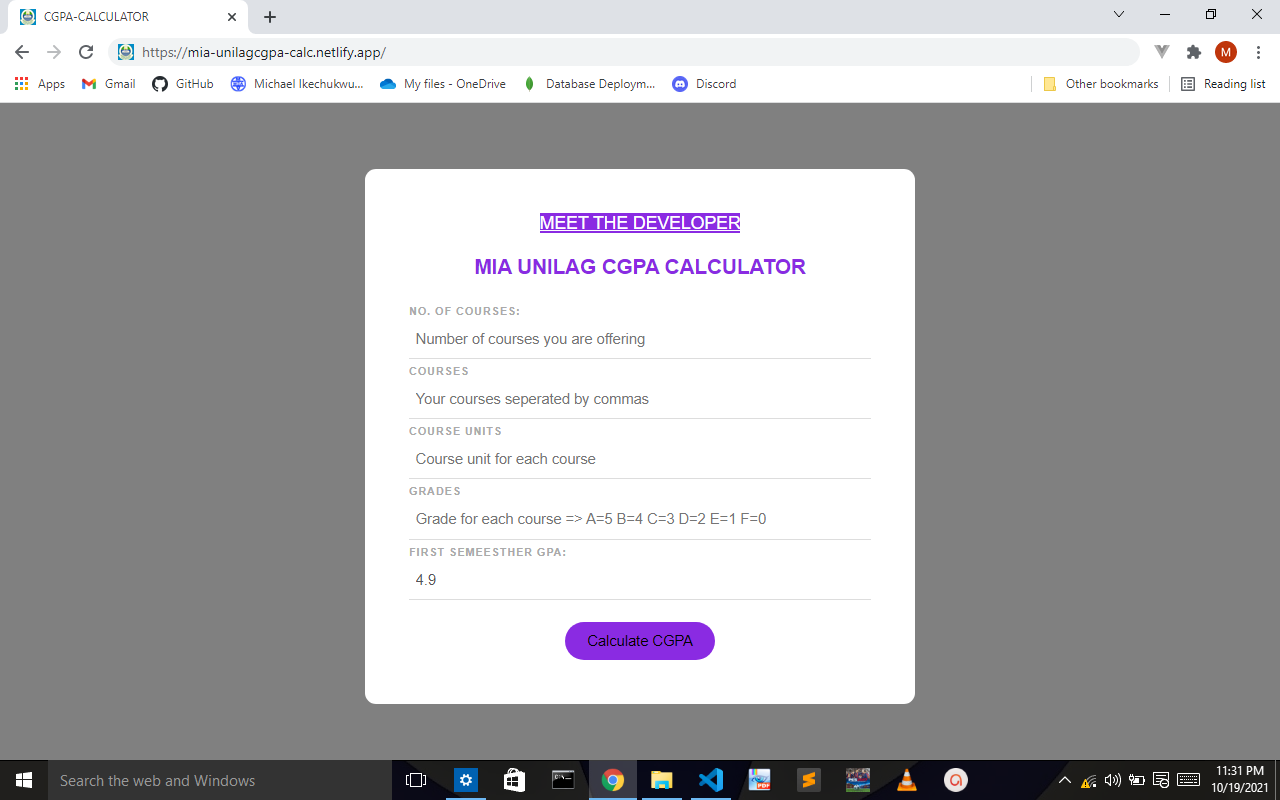 CGPA-CALCULATOR
https://mia-unilagcgpa-calc.netlify.app/
M
Apps
Gmail
GitHub
Michael Ikechukwu...
My files - OneDrive
Database Deploym...
Discord
Other bookmarks
Reading list
MEET THE DEVELOPER
MIA UNILAG CGPA CALCULATOR
NO. OF COURSES:
Number of courses you are offering
COURSES
Your courses seperated by commas
COURSE UNITS
Course unit for each course
GRADES
Grade for each course => A=5 B=4 C=3 D=2 E=1 F=0
FIRST SEMEESTHER GPA:
4.9
Calculate CGPA
Search the web and Windows
11:31 PM
10/19/2021